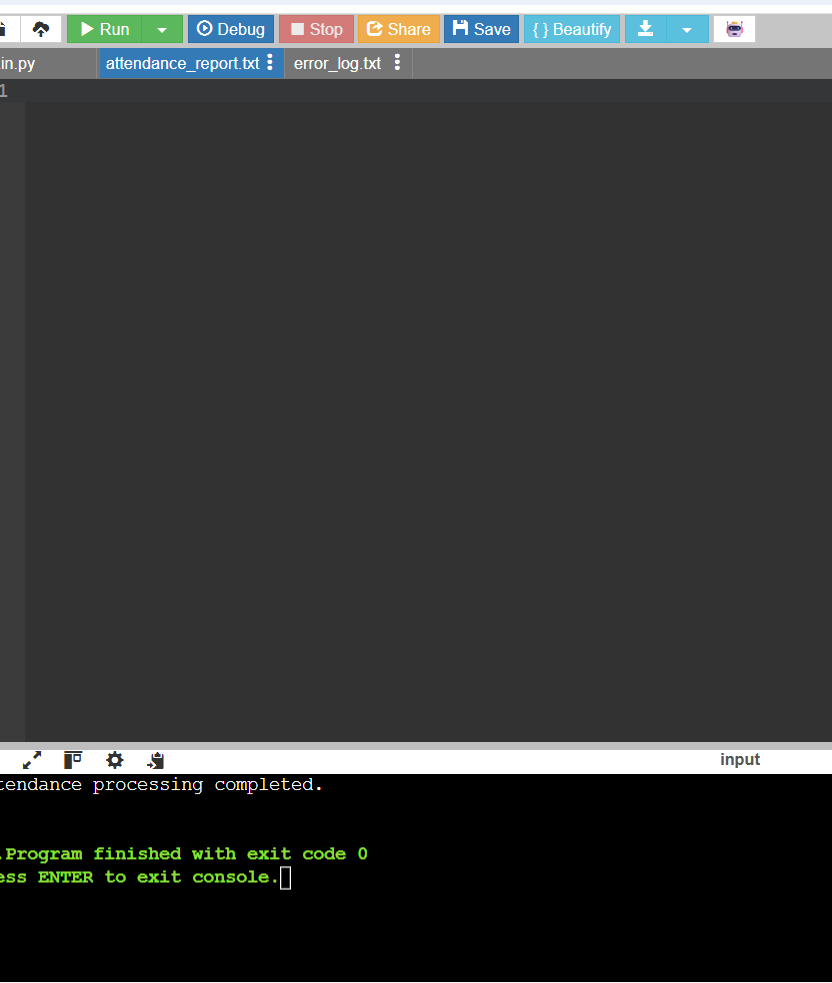 Run Debug Stop Share Save { } Beautify
in.py attendance_report.txt error_log.txt
1
input
tendance processing completed.
.Program finished with exit code 0
ess ENTER to exit console.